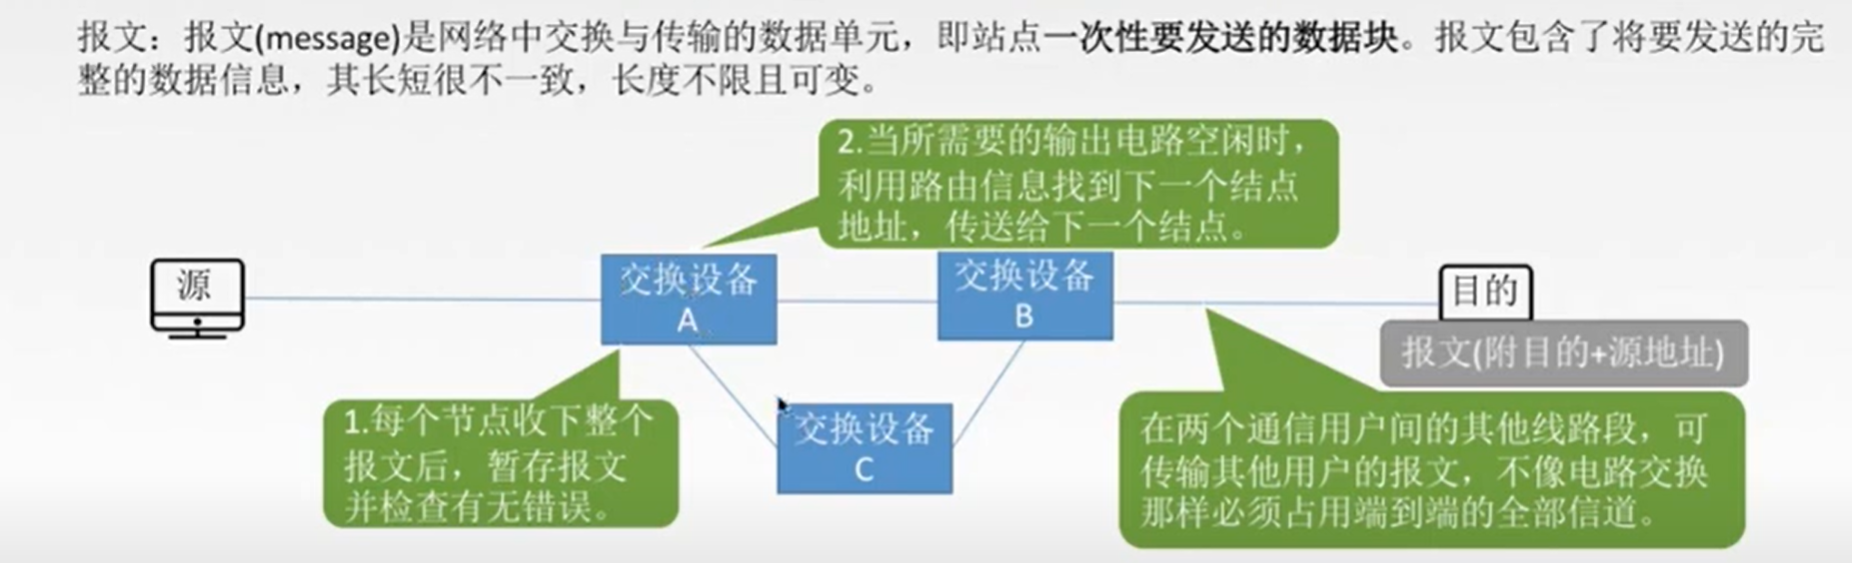 报文：报文(message)是网络中交换与传输的数据单元，即站点一次性要发送的数据块。报文包含了将要发送的完
整的数据信息，其长短很不一致，长度不限且可变。
2.当所需要的输出电路空闲时，
利用路由信息找到下一个结点
地址，传送给下一个结点。
源
交换设备
A
交换设备
B
目的
报文(附目的+源地址)
1.每个节点收下整个
报文后，暂存报文
并检查有无错误。
交换设备
C
在两个通信用户间的其他线路段，可
传输其他用户的报文，不像电路交换
那样必须占用端到端的全部信道。